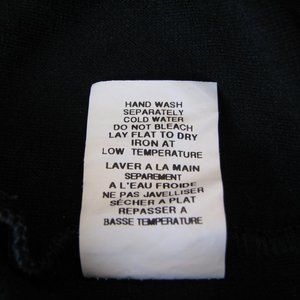 HAND WASH
SEPARATELY
COLD WATER
DO NOT BLEACH
LAY FLAT TO DRY
IRON AT
LOW TEMPERATURE
LAVER A LA MAIN
SEPAREMENT
A L'EAU FROIDE
NE PAS JAVELLISER
SÉCHER A PLAT
REPASSER A
BASSE TEMPERATURE